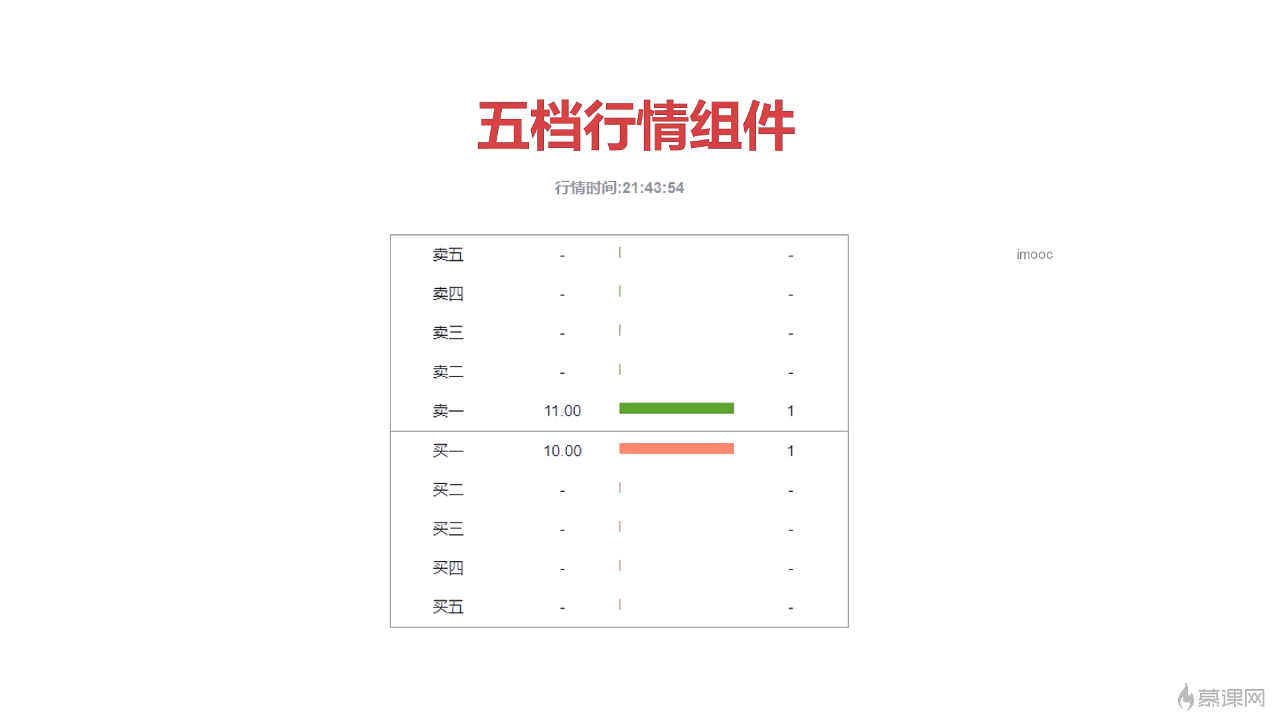 五档行情组件
行情时间:21:43:54
卖五 - -
imooc
卖四 - -
卖三 - -
卖二 - -
卖一 11.00 1
买一 10.00 1
买二 - -
买三 - -
买四 - -
买五 - -
慕课网